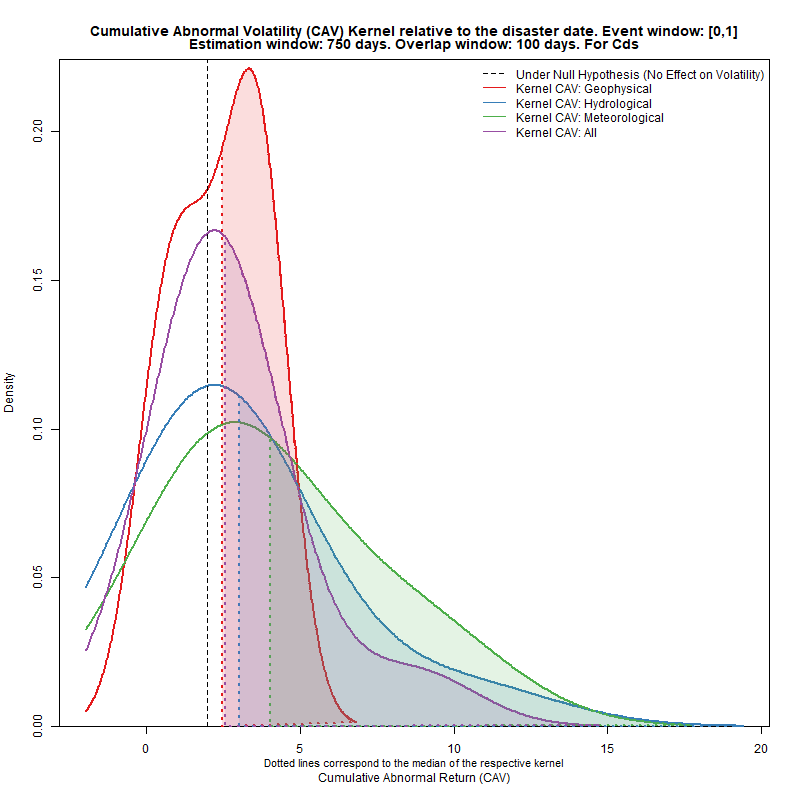 Cumulative Abnormal Volatility (CAV) Kernel relative to the disaster date. Event window: [0,1]
Estimation window: 750 days. Overlap window: 100 days. For Cds
Under Null Hypothesis (No Effect on Volatility)
Kernel CAV: Geophysical
Kernel CAV: Hydrological
Kernel CAV: Meteorological
Kernel CAV: All
Density
0.20
0.15
0.10
0.05
0.00
0 5 10 15 20
Dotted lines correspond to the median of the respective kernel
Cumulative Abnormal Return (CAV)